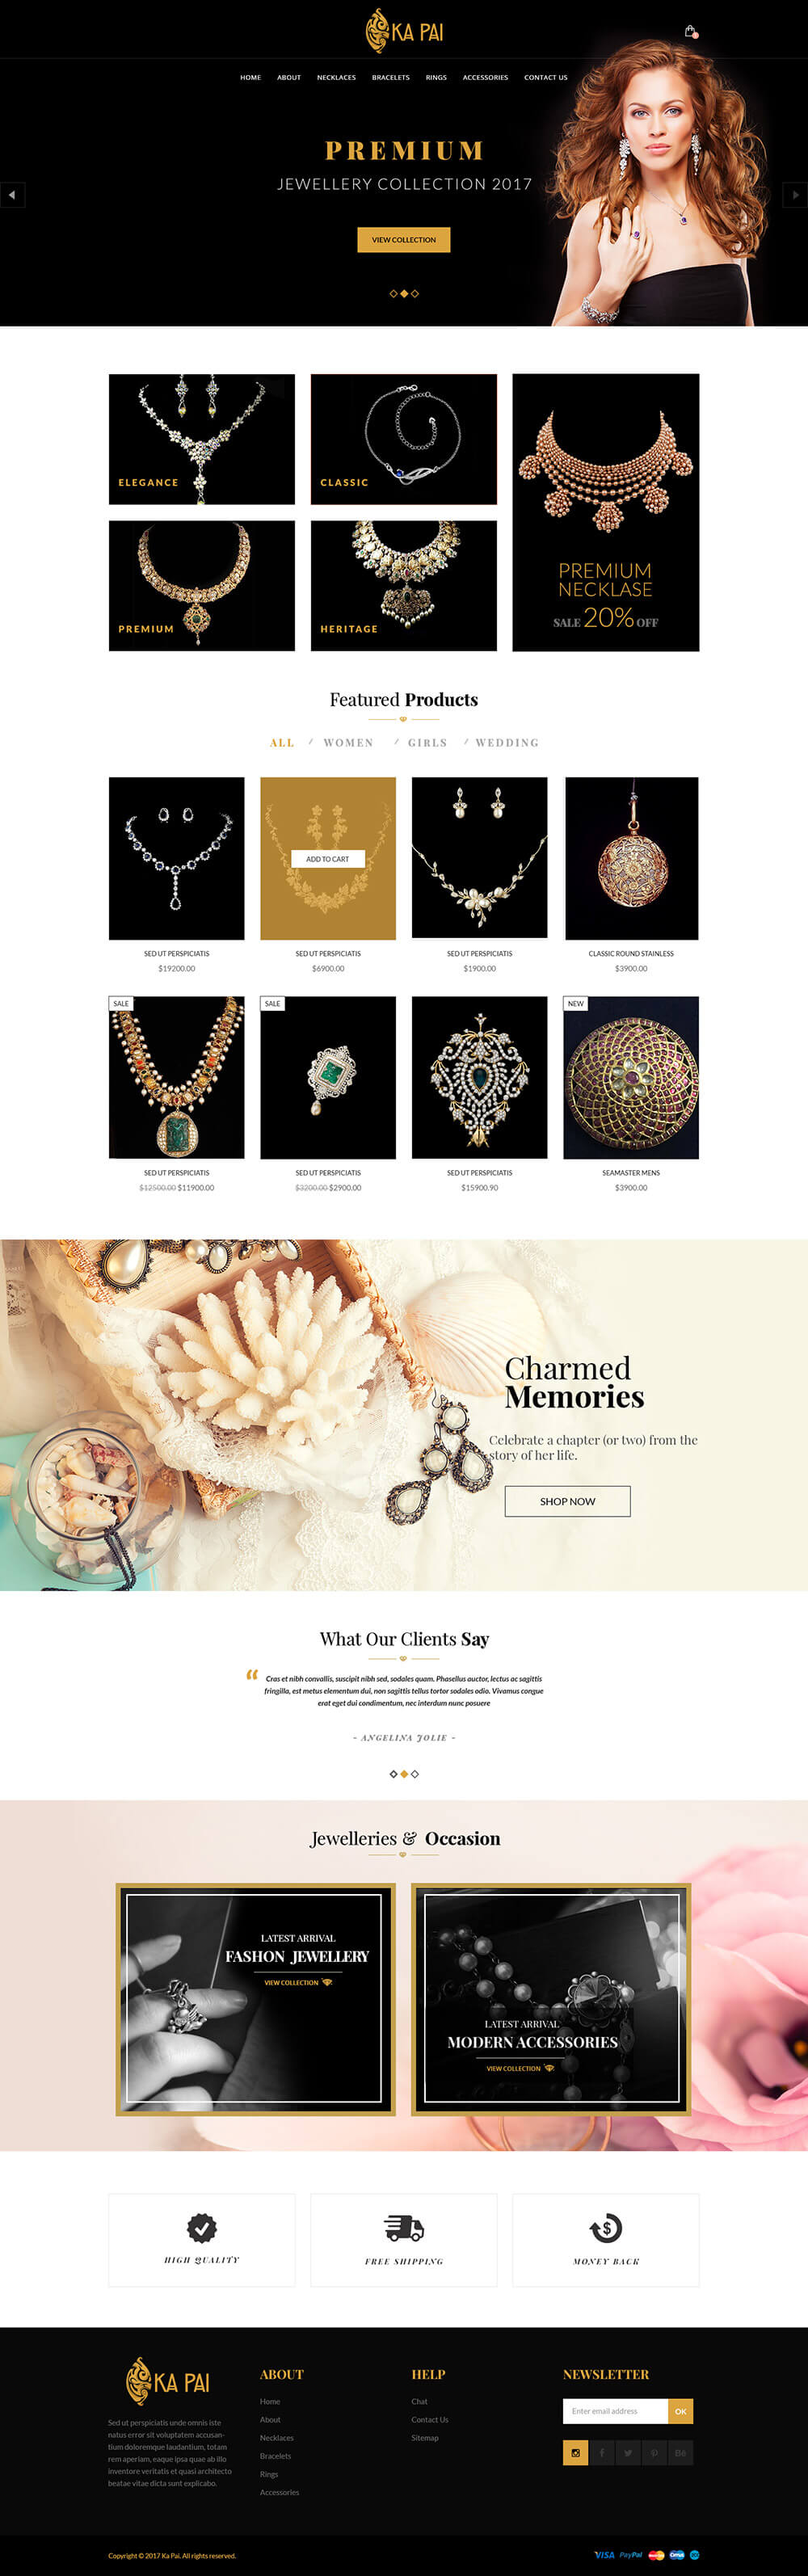 KA PAI
HOME ABOUT NECKLACES BRACELETS RINGS ACCESSORIES CONTACT US
PREMIUM
JEWELLERY COLLECTION 2017
VIEW COLLECTION
ELEGANCE
CLASSIC
PREMIUM
HERITAGE
PREMIUM
NECKLASE
SALE 20% OFF
Featured Products
ALL / WOMEN / GIRLS / WEDDING
ADD TO CART
SED UT PERSPICIATIS
$19200.00
SED UT PERSPICIATIS
$6900.00
SED UT PERSPICIATIS
$1900.00
CLASSIC ROUND STAINLESS
$3900.00
SALE
SALE
NEW
SED UT PERSPICIATIS
$12500.00 $11900.00
SED UT PERSPICIATIS
$3200.00 $2900.00
SED UT PERSPICIATIS
$15900.90
SEAMASTER MENS
$3900.00
Charmed
Memories
Celebrate a chapter (or two) from the
story of her life.
SHOP NOW
What Our Clients Say
“ Cras et nibh convallis, suscipit nibh sed, sodales quam. Phasellus auctor, lectus ac sagittis
fringilla, est metus elementum dui, non sagittis tellus tortor sodales odio. Vivamus congue
erat eget dui condimentum, nec interdum nunc posuere
- ANGELINA JOLIE -
Jewelleries & Occasion
LATEST ARRIVAL
FASHON JEWELLERY
VIEW COLLECTION
LATEST ARRIVAL
MODERN ACCESSORIES
VIEW COLLECTION
HIGH QUALITY
FREE SHIPPING
MONEY BACK
KA PAI
Sed ut perspiciatis unde omnis iste
natus error sit voluptatem accusan-
tium doloremque laudantium, totam
rem aperiam, eaque ipsa quae ab illo
inventore veritatis et quasi architecto
beatae vitae dicta sunt explicabo.
ABOUT
Home
About
Necklaces
Bracelets
Rings
Accessories
HELP
Chat
Contact Us
Sitemap
NEWSLETTER
Enter email address OK
Bē
Copyright © 2017 Ka Pai. All rights reserved.
VISA PayPal